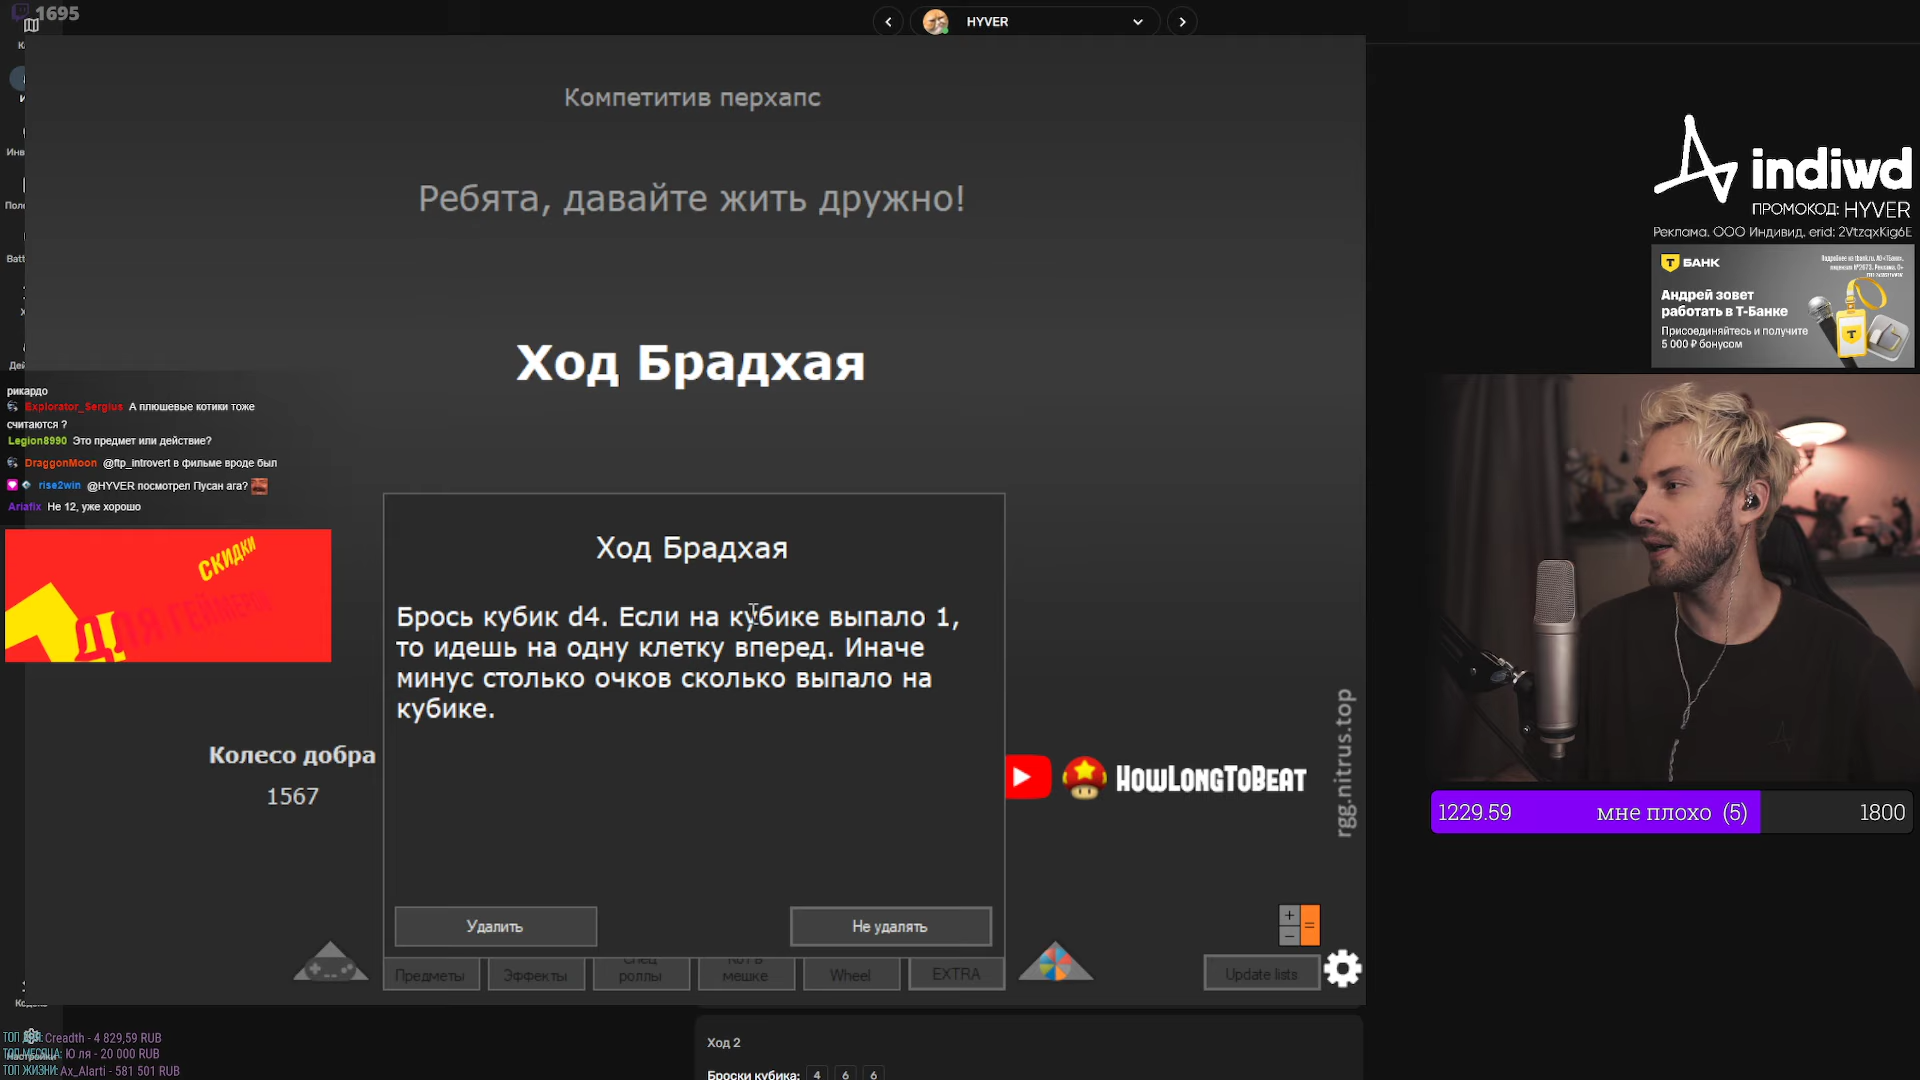 1695
HYVER
Компетитив перхапс
Ребята, давайте жить дружно!
Ход Брадхая
indiwd
ПРОМОКОД: HYVER
Реклама. ООО Индивид. erid: 2VtzqxKig6E
Т БАНК
Андрей зовет
работать в Т-Банке
Присоединяйтесь и получите
5 000 ₽ бонусом
рикардо
Explorator_Sergius А плюшевые котики тоже
считаются ?
Legion8990 Это предмет или действие?
DraggonMoon @ftp_introvert в фильме вроде был
rise2win @HYVER посмотрел Пусан ага?
Ariafix Не 12, уже хорошо
СКИДКИ
ДЛЯ ГЕЙМЕРО
Ход Брадхая
Брось кубик d4. Если на кубике выпало 1,
то идешь на одну клетку вперед. Иначе
минус столько очков сколько выпало на
кубике.
Колесо добра
1567
HowLongToBeat
rgg.nitrus.top
1229.59 мне плохо (5) 1800
Удалить
Не удалять
+
−
=
Предметы
Эффекты
роллы
мешке
Wheel
EXTRA
Update lists
Ход 2
Броски кубика: 4 6 6
Настройки
ТОП ДНЯ: Creadth - 4 829,59 RUB
ТОП МЕСЯЦА: Ю ля - 20 000 RUB
ТОП ЖИЗНИ: Ax_Alarti - 581 501 RUB